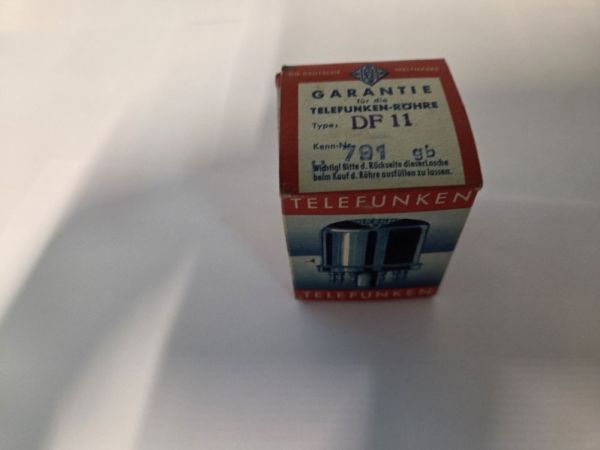 DIE DEUTSCHE WELTMARKE
GARANTIE
für die
TELEFUNKEN-RÖHRE
Type: DF 11
Kenn-Nr.
781 gb
Wichtig! Bitte d. Rückseite dieser Lasche
beim Kauf d. Röhre ausfüllen zu lassen.
TELEFUNKEN
TELEFUNKEN